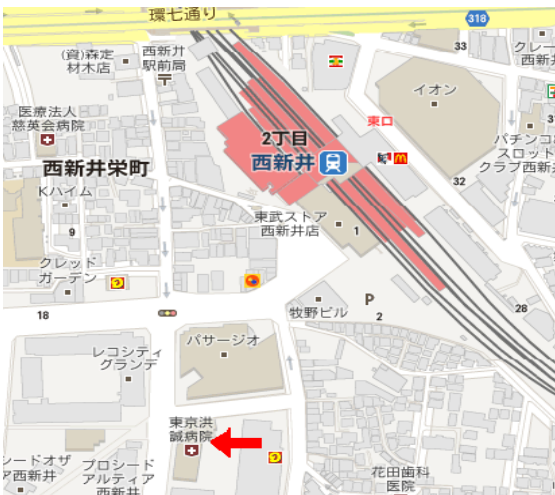 環七通り
318
(資)森定
材木店
西新井
駅前局
33
クレー
西新井
イオン
医療法人
慈英会病院
東口
2丁目
西新井
西新井栄町
パチンコ
スロット
クラブ西新井
Kハイム
32
9
東武ストア
西新井店
1
クレッド
ガーデン
P
2
28
18
牧野ビル
パサージオ
レコシティ
グランデ
東京洪
誠病院
シードオザ
ア西新井
プロシード
アルティア
西新井
花田歯科
医院